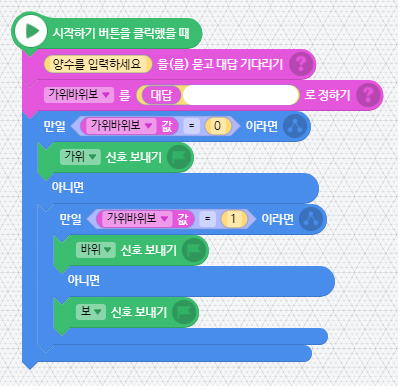 시작하기 버튼을 클릭했을 때
양수를 입력하세요 을(를) 묻고 대답 기다리기 ?
가위바위보 를 대답 로 정하기 ?
만일 가위바위보 값 = 0 이라면
가위 신호 보내기
아니면
만일 가위바위보 값 = 1 이라면
바위 신호 보내기
아니면
보 신호 보내기